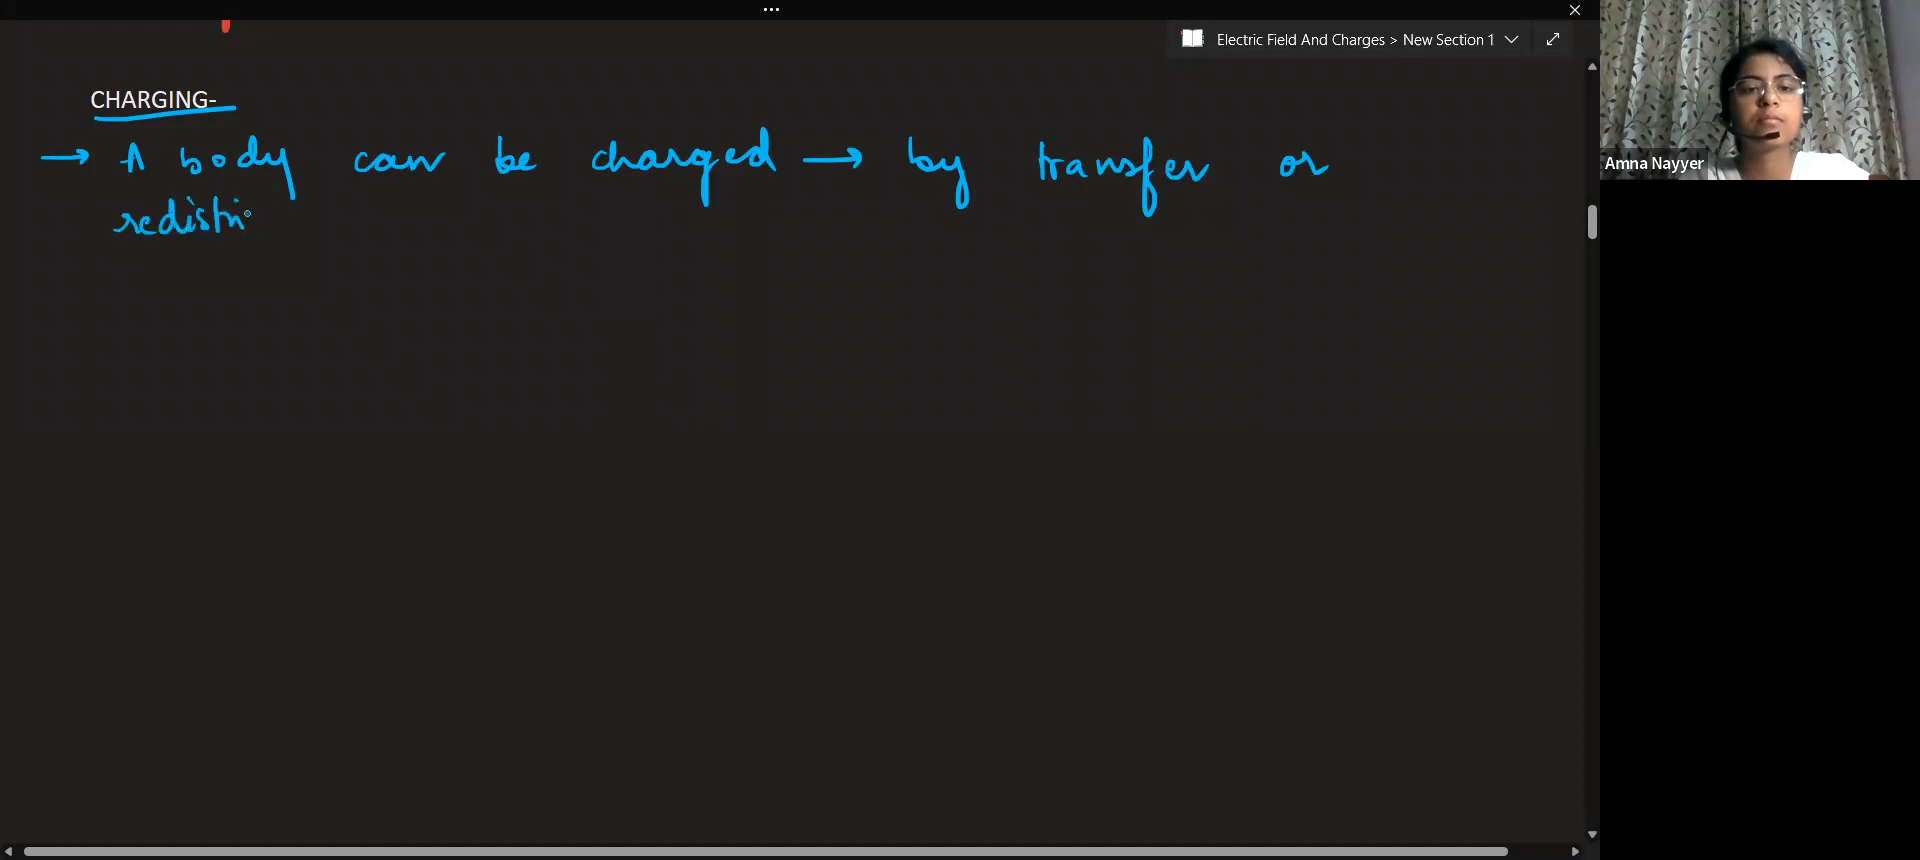 Electric Field And Charges > New Section 1
CHARGING-
→ A body can be charged → by transfer or
redistri
Amna Nayyer